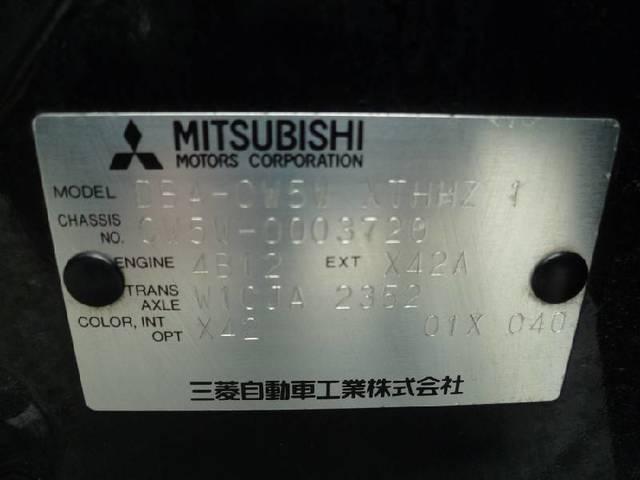 MITSUBISHI
MOTORS CORPORATION
MODEL DBA-CW5W XTHHZ 1
CHASSIS NO. CW5W-0003720
ENGINE 4B12 EXT X42A
TRANS AXLE W1CJA 2352
COLOR, INT OPT X42 01X 040
三菱自動車工業株式会社